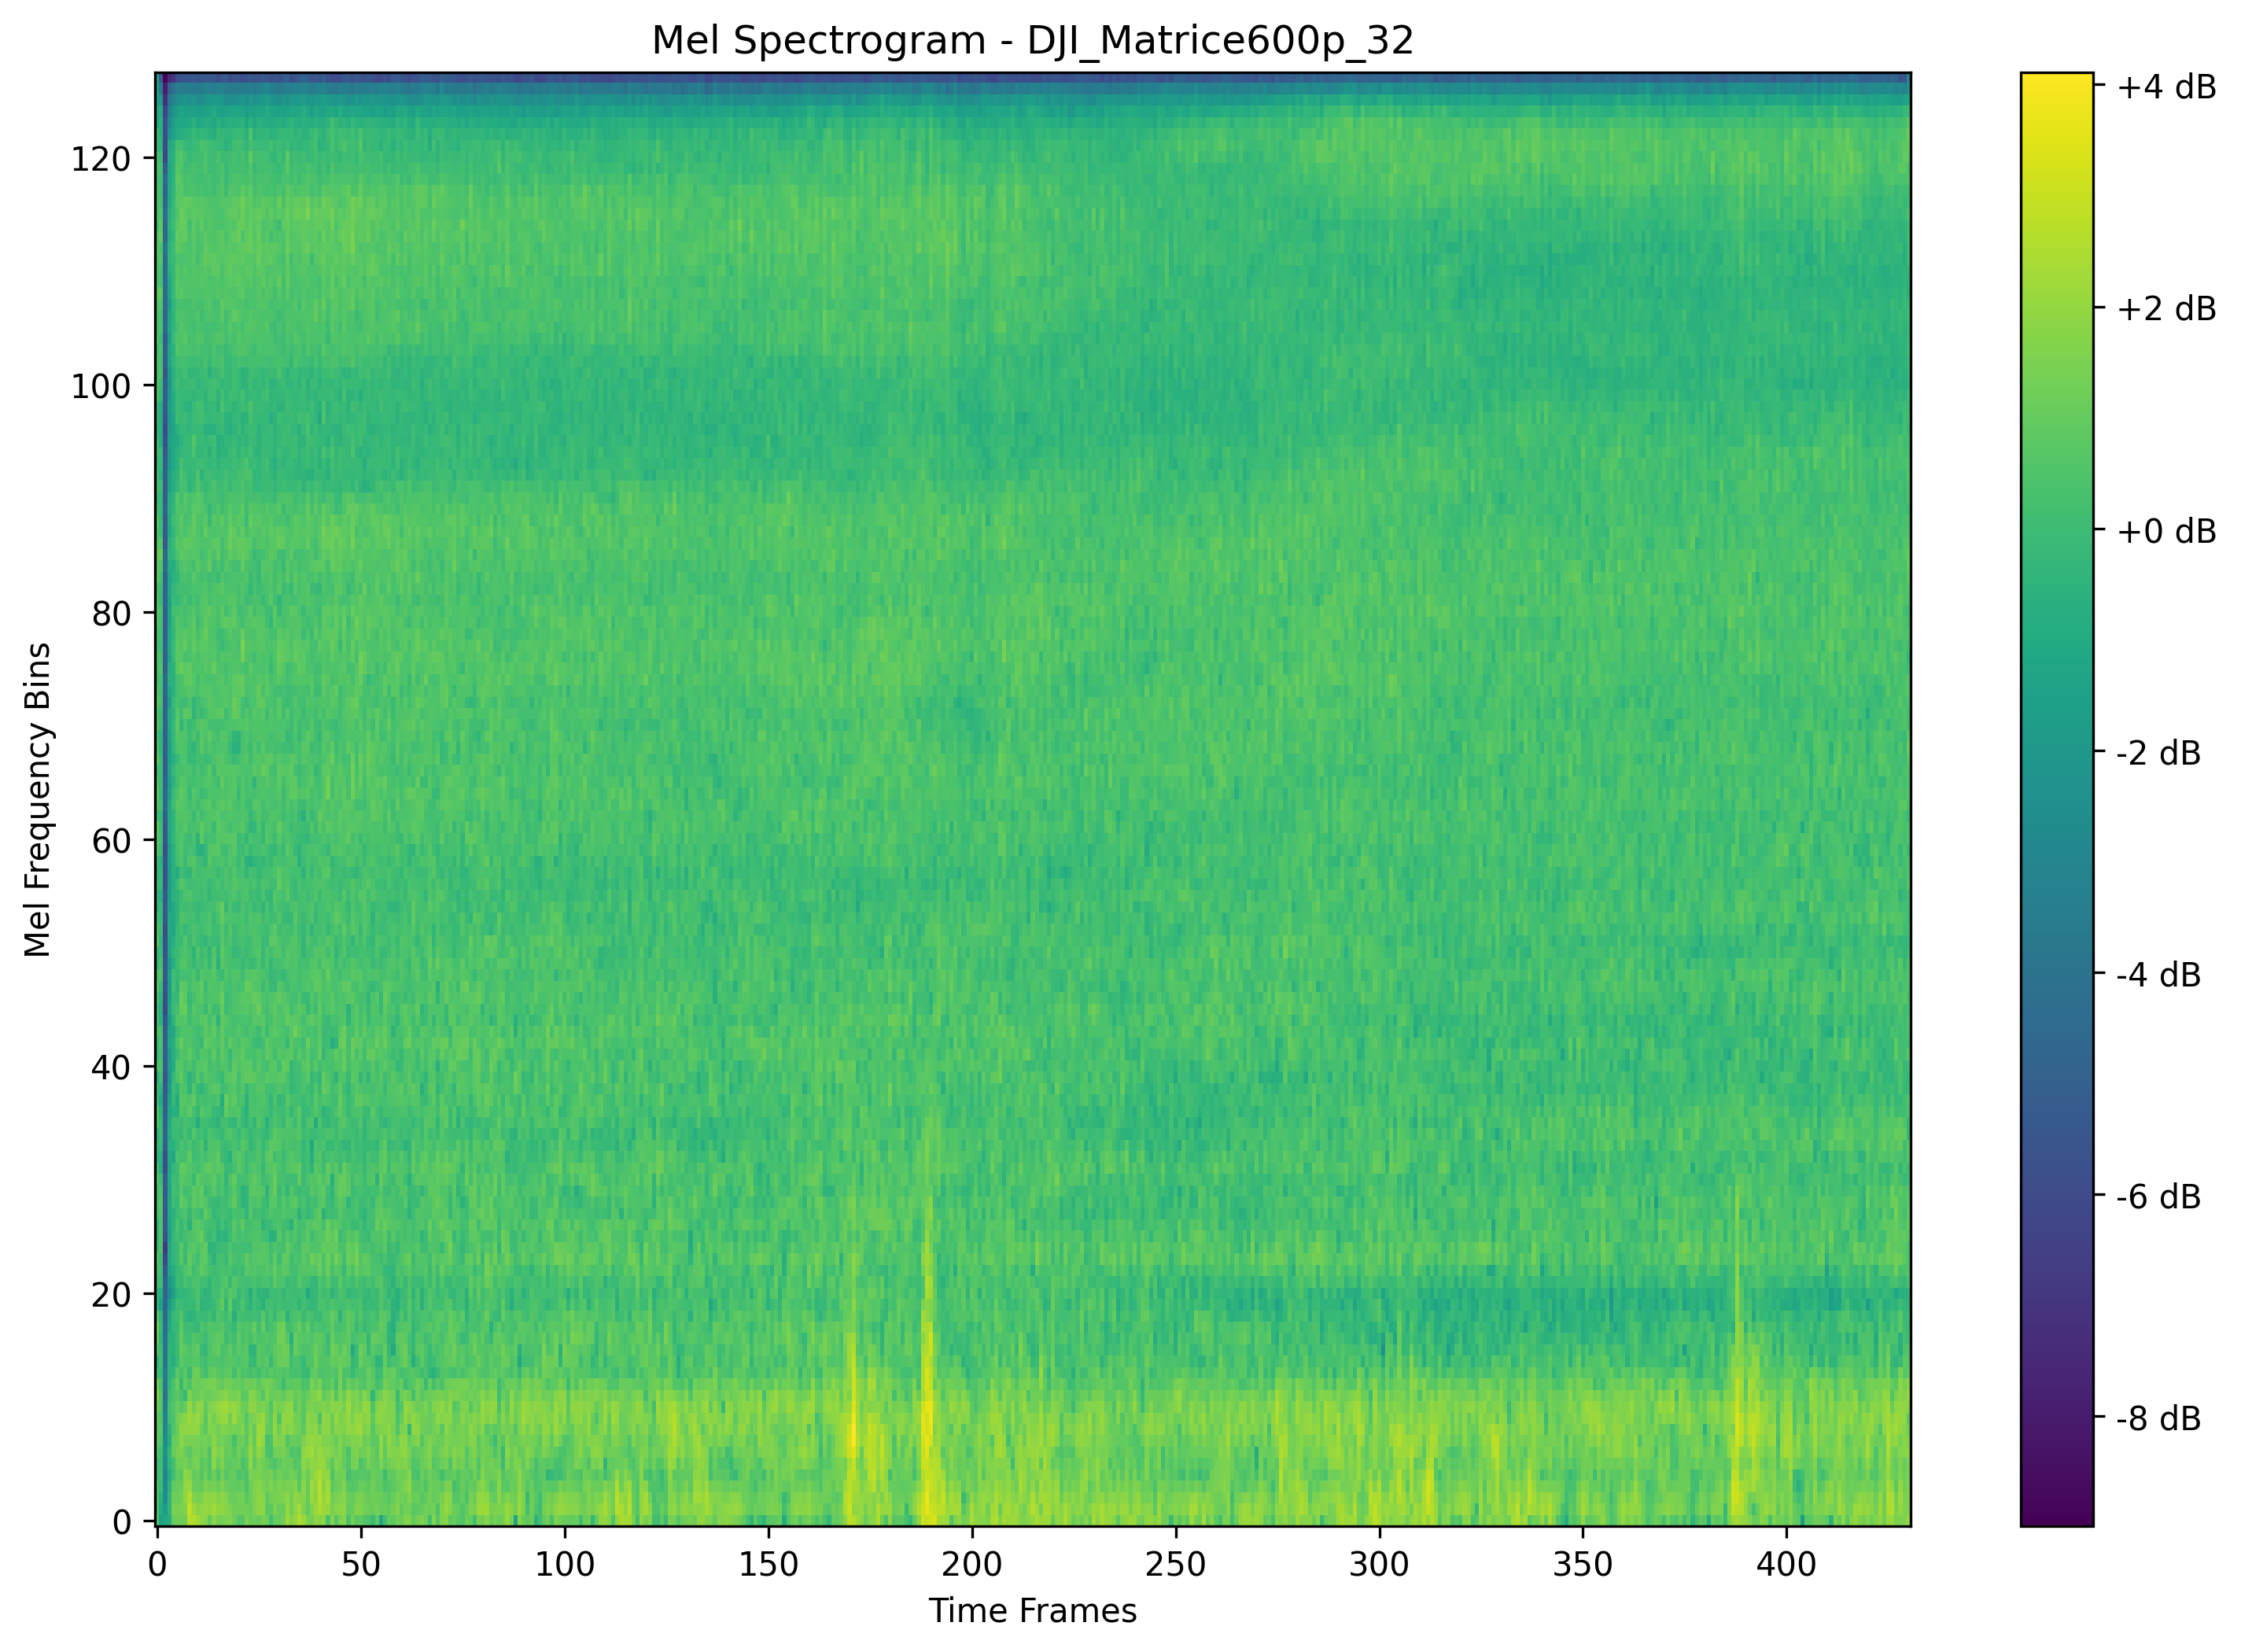 Mel Spectrogram - DJI_Matrice600p_32
Mel Frequency Bins
120
100
80
60
40
20
0
0 50 100 150 200 250 300 350 400
Time Frames
+4 dB
+2 dB
+0 dB
-2 dB
-4 dB
-6 dB
-8 dB